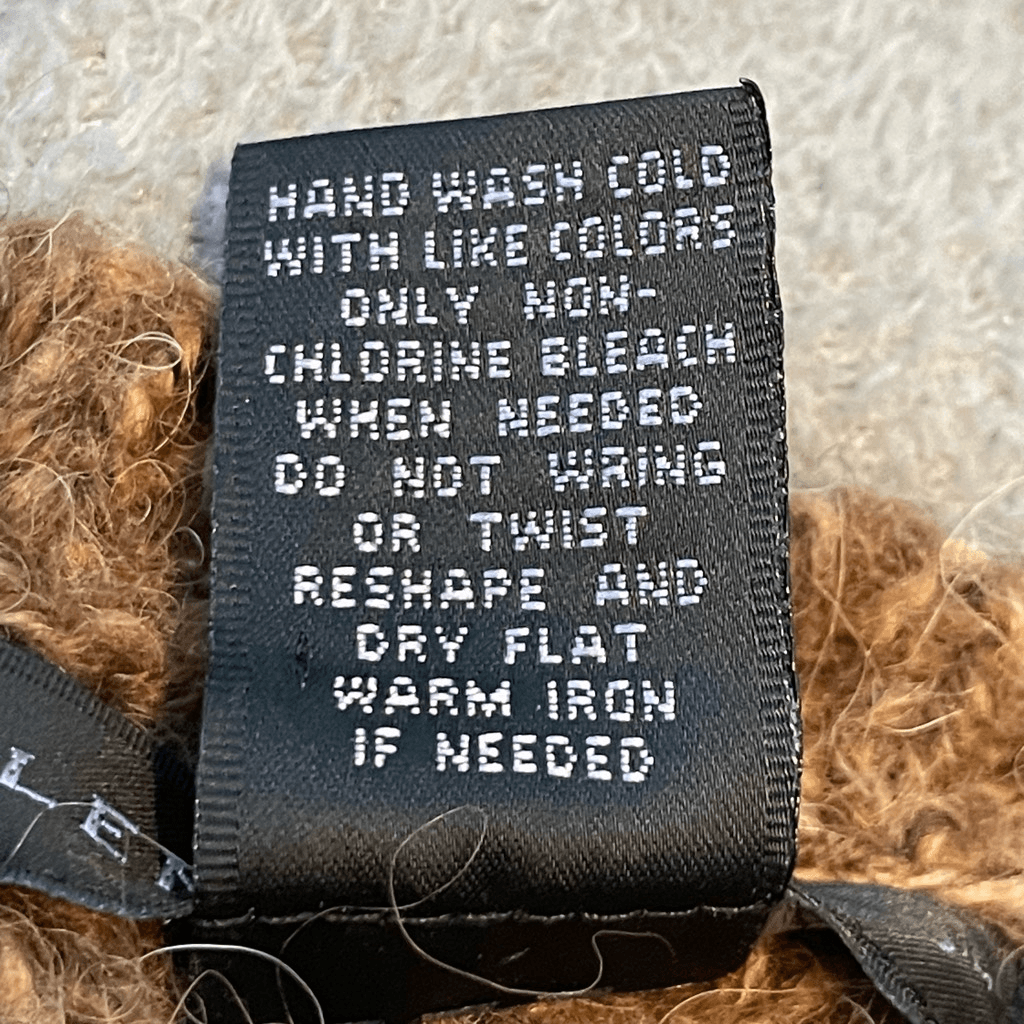 HAND WASH COLD
WITH LIKE COLORS
ONLY NON-
CHLORINE BLEACH
WHEN NEEDED
DO NOT WRING
OR TWIST
RESHAPE AND
DRY FLAT
WARM IRON
IF NEEDED